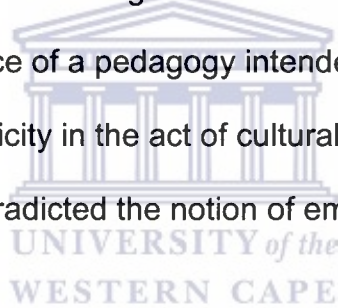 ce of a pedagogy intende
icity in the act of cultural
radicted the notion of em
UNIVERSITY of the
WESTERN CAPE